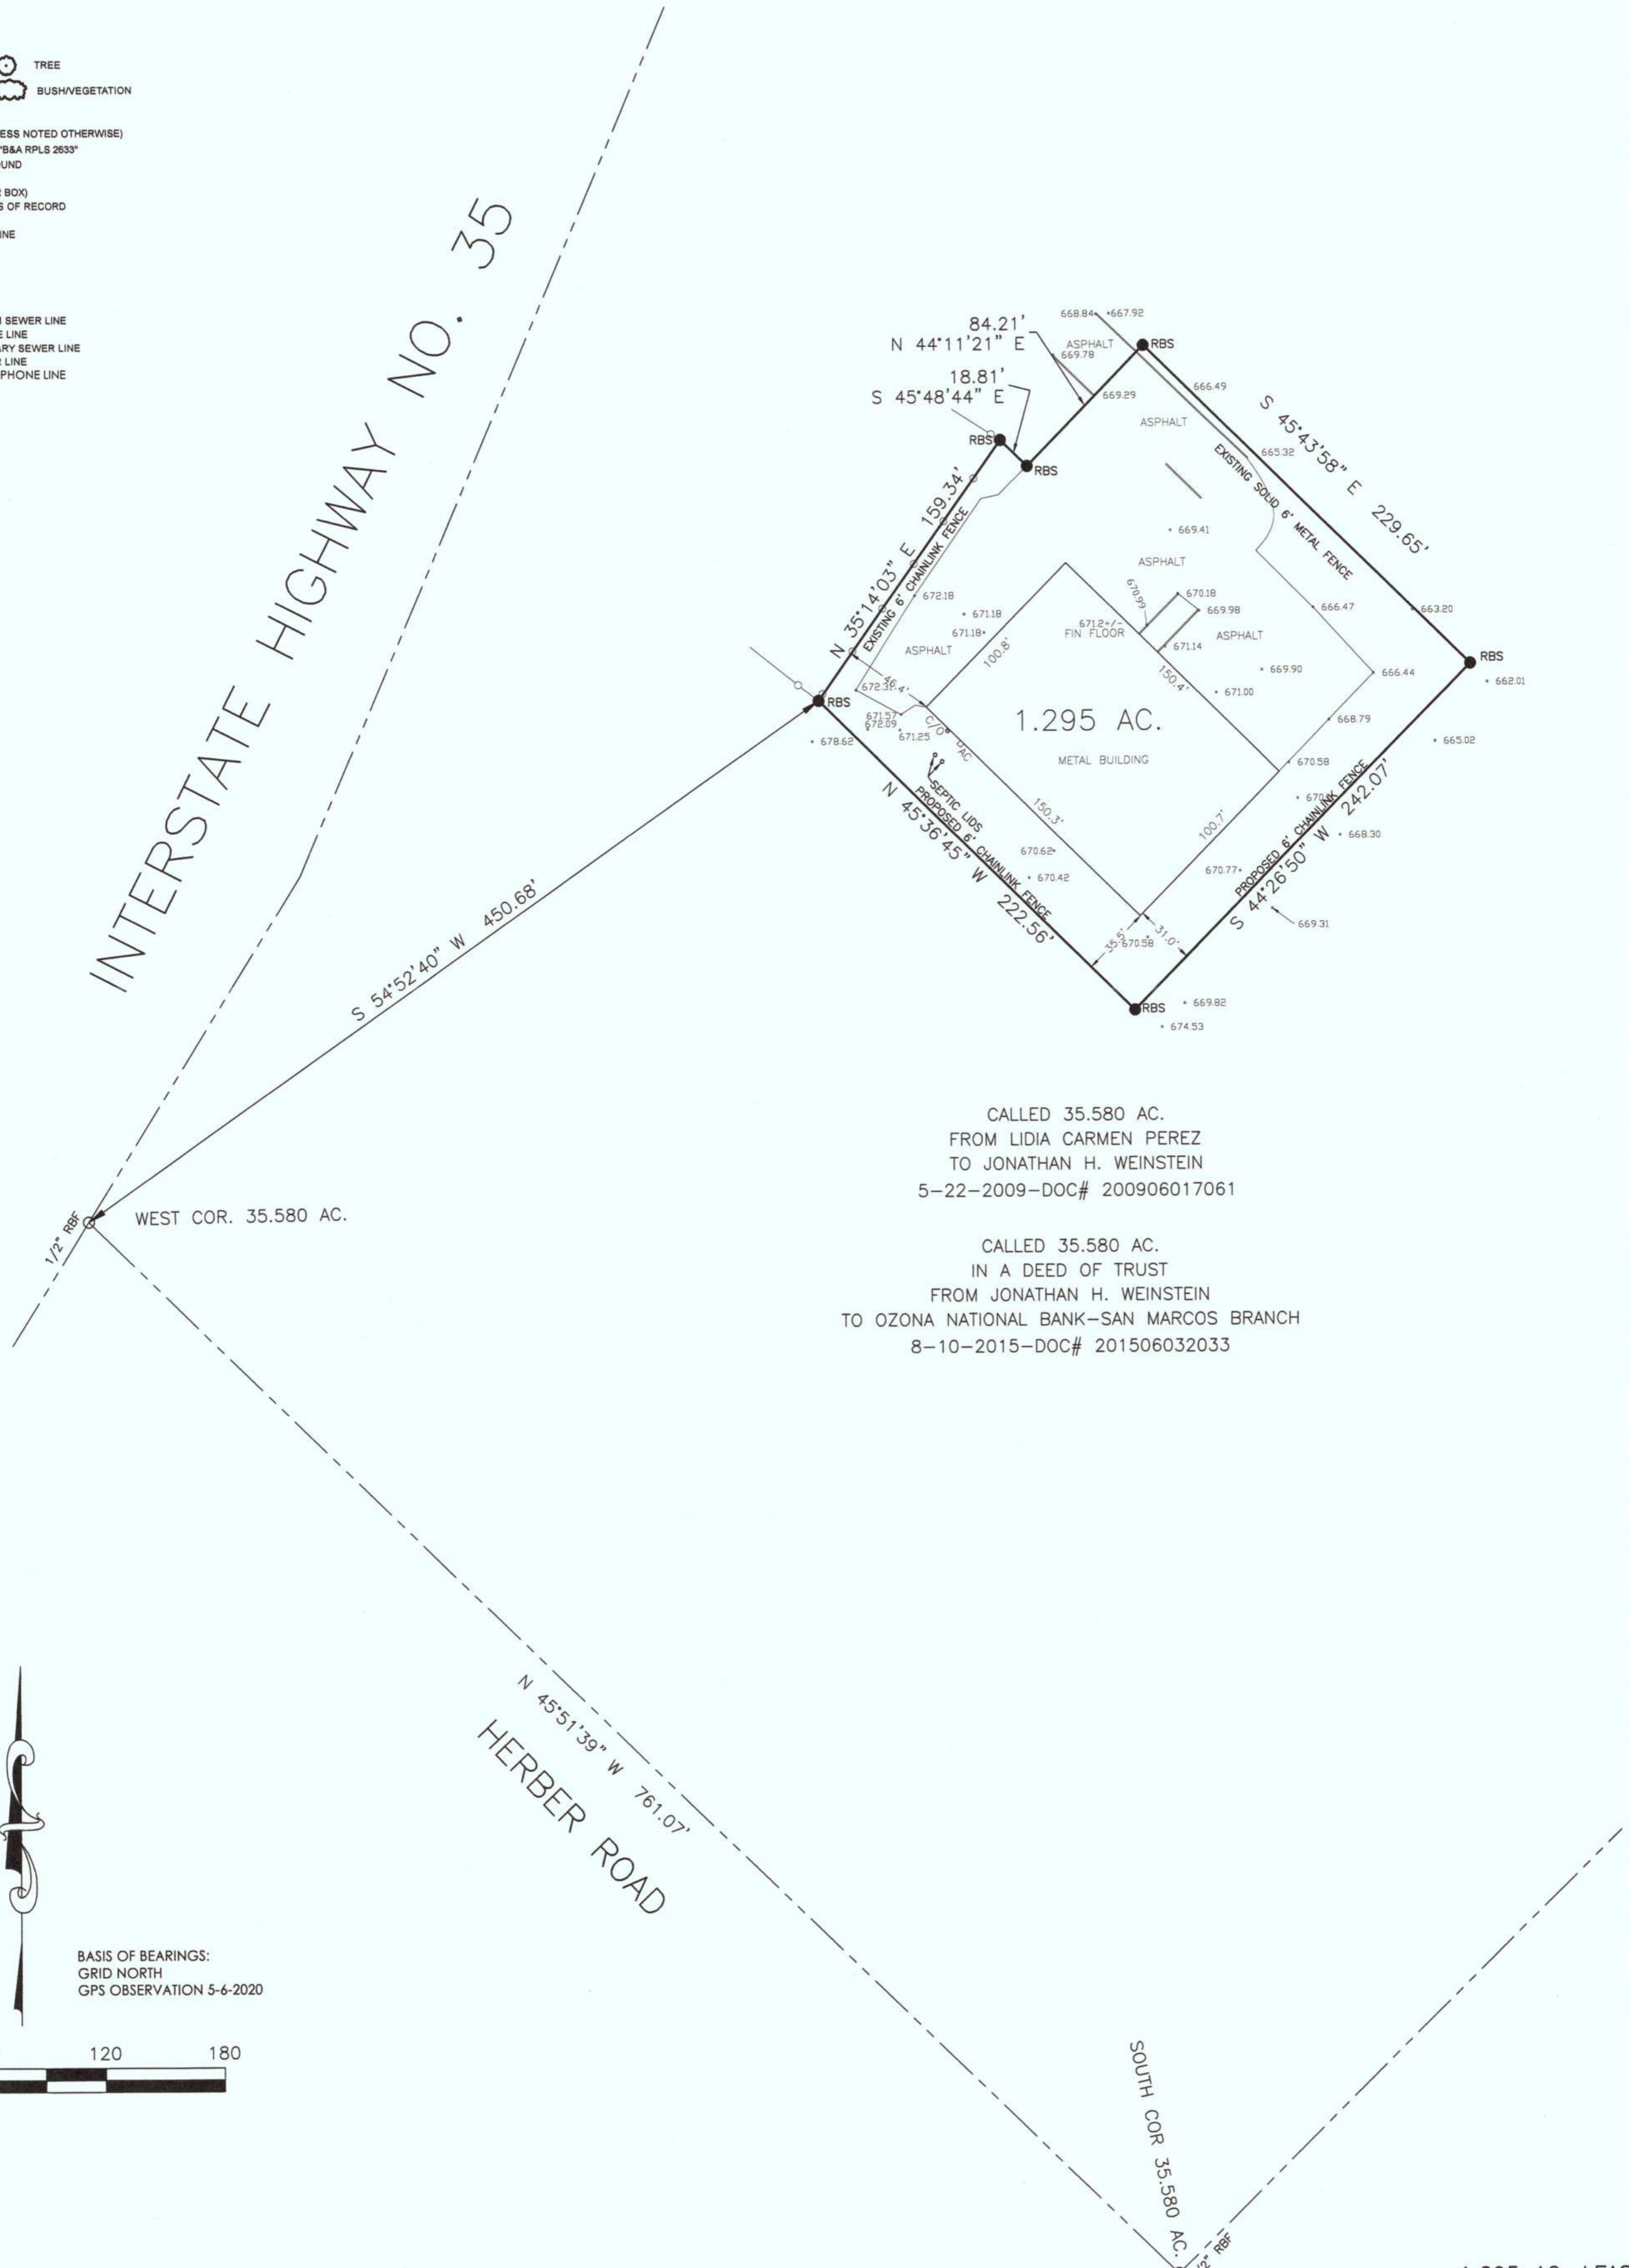 TREE
BUSH/VEGETATION
ESS NOTED OTHERWISE)
"B&A RPLS 2633"
UND
BOX)
S OF RECORD
INE
SEWER LINE
E LINE
ARY SEWER LINE
LINE
PHONE LINE
INTERSTATE HIGHWAY NO. 35
84.21'
N 44°11'21" E
18.81'
S 45°48'44" E
668.84
667.92
ASPHALT
669.78
RBS
669.29
666.49
ASPHALT
S 45°43'58" E 229.65'
665.32
EXISTING SOLID 6' METAL FENCE
RBS
RBS
N 35°14'03" E 159.34'
EXISTING 6' CHAINLINK FENCE
669.41
ASPHALT
672.18
671.18
671.18
ASPHALT
100.8'
670.99
670.18
669.98
671.2+/-
FIN FLOOR
671.14
ASPHALT
666.47
663.20
RBS
662.01
150.4'
669.90
671.00
666.44
46.4'
672.31
RBS
671.57
672.09
671.25
678.62
C/O
AC
1.295 AC.
METAL BUILDING
668.79
665.02
670.58
SEPTIC LIDS
PROPOSED 6' CHAINLINK FENCE
N 45°36'45" W 222.56'
150.3'
100.7'
PROPOSED 6' CHAINLINK FENCE
S 44°26'50" W 242.07'
668.30
670.62
670.42
670.77
669.31
35.5'
670.58
31.0'
RBS
669.82
674.53
S 54°52'40" W 450.68'
CALLED 35.580 AC.
FROM LIDIA CARMEN PEREZ
TO JONATHAN H. WEINSTEIN
5-22-2009-DOC# 200906017061
1/2" RBF
WEST COR. 35.580 AC.
CALLED 35.580 AC.
IN A DEED OF TRUST
FROM JONATHAN H. WEINSTEIN
TO OZONA NATIONAL BANK-SAN MARCOS BRANCH
8-10-2015-DOC# 201506032033
N 45°51'39" W 761.07'
HERBER ROAD
BASIS OF BEARINGS:
GRID NORTH
GPS OBSERVATION 5-6-2020
120 180
SOUTH COR 35.580 AC.
RBF